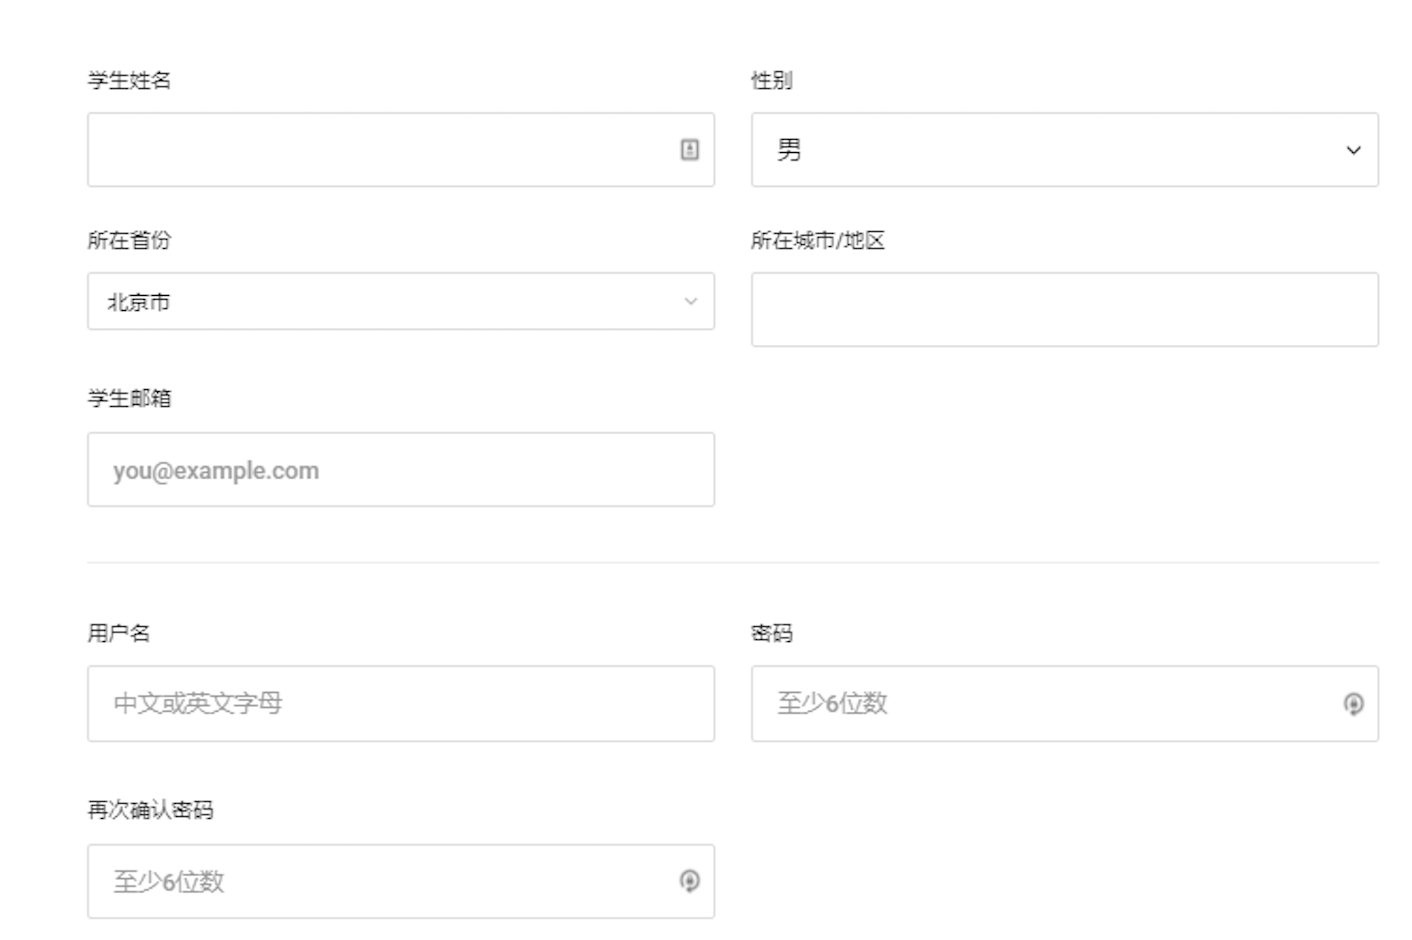 学生姓名
性别
男
所在省份
所在城市/地区
北京市
学生邮箱
you@example.com
用户名
密码
中文或英文字母
至少6位数
再次确认密码
至少6位数